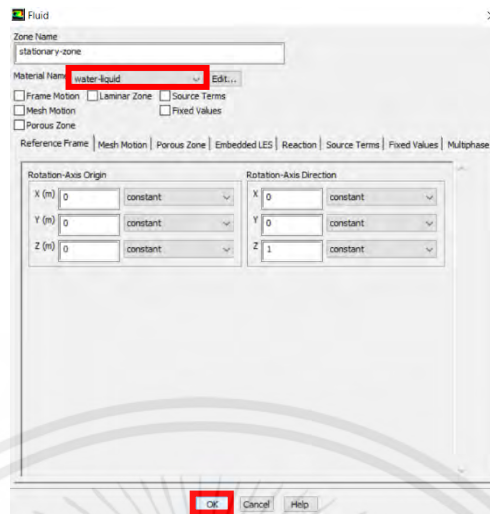 Fluid
Zone Name
stationary-zone
Material Name water-liquid Edit...
Frame Motion Laminar Zone Source Terms
Mesh Motion Fixed Values
Porous Zone
Reference Frame Mesh Motion Porous Zone Embedded LES Reaction Source Terms Fixed Values Multiphase
Rotation-Axis Origin Rotation-Axis Direction
X (m) 0 constant X 0 constant
Y (m) 0 constant Y 0 constant
Z (m) 0 constant Z 1 constant
OK Cancel Help